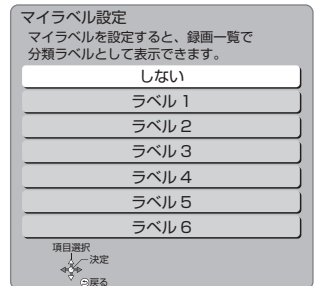 マイラベル設定
マイラベルを設定すると、録画一覧で
分類ラベルとして表示できます。
しない
ラベル 1
ラベル 2
ラベル 3
ラベル 4
ラベル 5
ラベル 6
項目選択
決定
戻る